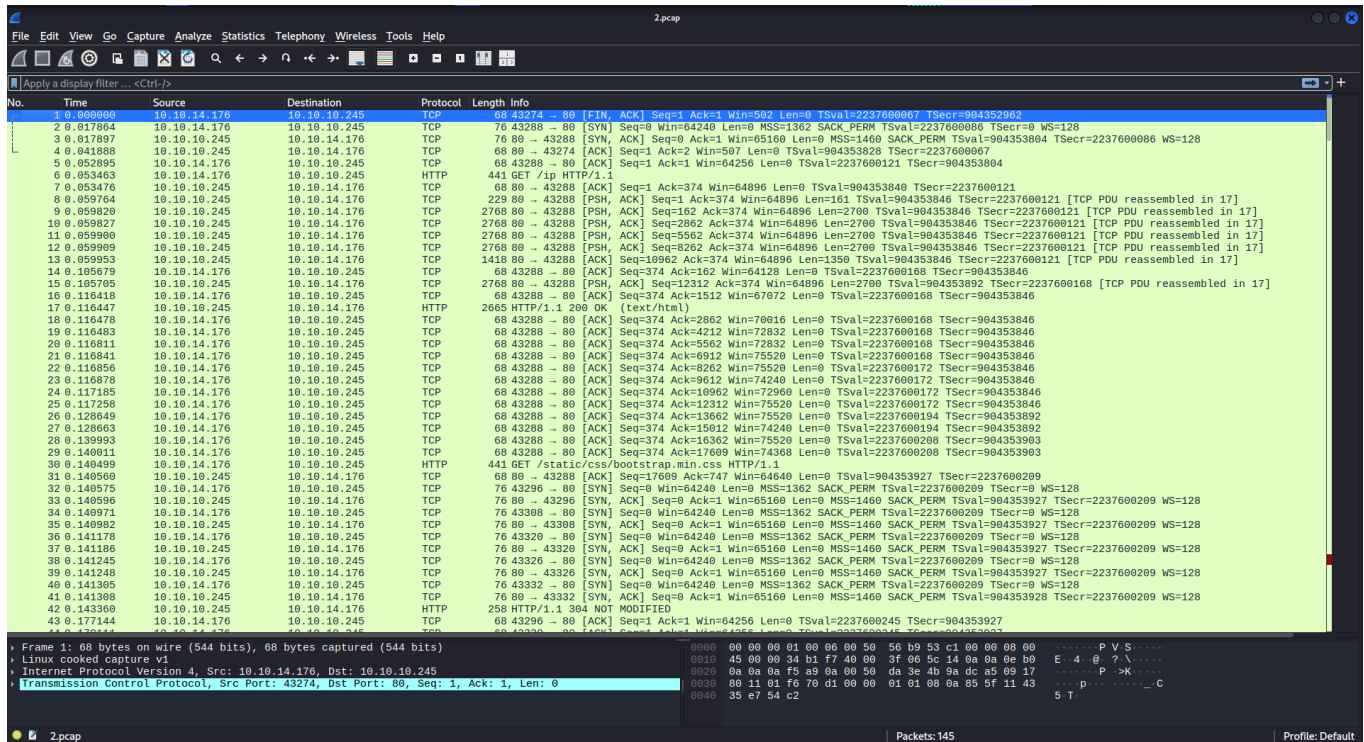 2.pcap
File Edit View Go Capture Analyze Statistics Telephony Wireless Tools Help
Apply a display filter ... <Ctrl-/>
No. Time Source Destination Protocol Length Info
1 0.000000 10.10.14.176 10.10.10.245 TCP 68 43274 → 80 [FIN, ACK] Seq=1 Ack=1 Win=502 Len=0 TSval=2237600067 TSecr=904352962
2 0.017864 10.10.14.176 10.10.10.245 TCP 76 43288 → 80 [SYN] Seq=0 Win=64240 Len=0 MSS=1362 SACK_PERM TSval=2237600086 TSecr=0 WS=128
3 0.017897 10.10.10.245 10.10.14.176 TCP 76 80 → 43288 [SYN, ACK] Seq=0 Ack=1 Win=65160 Len=0 MSS=1460 SACK_PERM TSval=904353804 TSecr=2237600086 WS=128
4 0.041888 10.10.10.245 10.10.14.176 TCP 68 80 → 43274 [ACK] Seq=1 Ack=2 Win=507 Len=0 TSval=904353828 TSecr=2237600067
5 0.052895 10.10.14.176 10.10.10.245 TCP 68 43288 → 80 [ACK] Seq=1 Ack=1 Win=64256 Len=0 TSval=2237600121 TSecr=904353804
6 0.053463 10.10.14.176 10.10.10.245 HTTP 441 GET /ip HTTP/1.1
7 0.053476 10.10.10.245 10.10.14.176 TCP 68 80 → 43288 [ACK] Seq=1 Ack=374 Win=64896 Len=0 TSval=904353840 TSecr=2237600121
8 0.059764 10.10.10.245 10.10.14.176 TCP 229 80 → 43288 [PSH, ACK] Seq=1 Ack=374 Win=64896 Len=161 TSval=904353846 TSecr=2237600121 [TCP PDU reassembled in 17]
9 0.059820 10.10.10.245 10.10.14.176 TCP 2768 80 → 43288 [PSH, ACK] Seq=162 Ack=374 Win=64896 Len=2700 TSval=904353846 TSecr=2237600121 [TCP PDU reassembled in 17]
10 0.059827 10.10.10.245 10.10.14.176 TCP 2768 80 → 43288 [PSH, ACK] Seq=2862 Ack=374 Win=64896 Len=2700 TSval=904353846 TSecr=2237600121 [TCP PDU reassembled in 17]
11 0.059900 10.10.10.245 10.10.14.176 TCP 2768 80 → 43288 [PSH, ACK] Seq=5562 Ack=374 Win=64896 Len=2700 TSval=904353846 TSecr=2237600121 [TCP PDU reassembled in 17]
12 0.059909 10.10.10.245 10.10.14.176 TCP 2768 80 → 43288 [PSH, ACK] Seq=8262 Ack=374 Win=64896 Len=2700 TSval=904353846 TSecr=2237600121 [TCP PDU reassembled in 17]
13 0.059953 10.10.10.245 10.10.14.176 TCP 1418 80 → 43288 [PSH, ACK] Seq=10962 Ack=374 Win=64896 Len=1350 TSval=904353846 TSecr=2237600121 [TCP PDU reassembled in 17]
14 0.105679 10.10.14.176 10.10.10.245 TCP 68 43288 → 80 [ACK] Seq=374 Ack=162 Win=64128 Len=0 TSval=2237600168 TSecr=904353846
15 0.105705 10.10.10.245 10.10.14.176 TCP 2768 80 → 43288 [PSH, ACK] Seq=12312 Ack=374 Win=64896 Len=2700 TSval=904353892 TSecr=2237600168 [TCP PDU reassembled in 17]
16 0.116418 10.10.14.176 10.10.10.245 TCP 68 43288 → 80 [ACK] Seq=374 Ack=1512 Win=67072 Len=0 TSval=2237600168 TSecr=904353846
17 0.116447 10.10.10.245 10.10.14.176 HTTP 2665 HTTP/1.1 200 OK (text/html)
18 0.116478 10.10.14.176 10.10.10.245 TCP 68 43288 → 80 [ACK] Seq=374 Ack=2862 Win=70016 Len=0 TSval=2237600168 TSecr=904353846
19 0.116483 10.10.14.176 10.10.10.245 TCP 68 43288 → 80 [ACK] Seq=374 Ack=4212 Win=72832 Len=0 TSval=2237600168 TSecr=904353846
20 0.116811 10.10.14.176 10.10.10.245 TCP 68 43288 → 80 [ACK] Seq=374 Ack=5562 Win=72832 Len=0 TSval=2237600168 TSecr=904353846
21 0.116841 10.10.14.176 10.10.10.245 TCP 68 43288 → 80 [ACK] Seq=374 Ack=6912 Win=75520 Len=0 TSval=2237600168 TSecr=904353846
22 0.116856 10.10.14.176 10.10.10.245 TCP 68 43288 → 80 [ACK] Seq=374 Ack=8262 Win=75520 Len=0 TSval=2237600172 TSecr=904353846
23 0.116878 10.10.14.176 10.10.10.245 TCP 68 43288 → 80 [ACK] Seq=374 Ack=9612 Win=74240 Len=0 TSval=2237600172 TSecr=904353846
24 0.117185 10.10.14.176 10.10.10.245 TCP 68 43288 → 80 [ACK] Seq=374 Ack=10962 Win=72960 Len=0 TSval=2237600172 TSecr=904353846
25 0.117258 10.10.14.176 10.10.10.245 TCP 68 43288 → 80 [ACK] Seq=374 Ack=12312 Win=75520 Len=0 TSval=2237600172 TSecr=904353846
26 0.128649 10.10.14.176 10.10.10.245 TCP 68 43288 → 80 [ACK] Seq=374 Ack=13662 Win=75520 Len=0 TSval=2237600194 TSecr=904353892
27 0.128663 10.10.14.176 10.10.10.245 TCP 68 43288 → 80 [ACK] Seq=374 Ack=15012 Win=74240 Len=0 TSval=2237600194 TSecr=904353892
28 0.139993 10.10.14.176 10.10.10.245 TCP 68 43288 → 80 [ACK] Seq=374 Ack=16362 Win=75520 Len=0 TSval=2237600208 TSecr=904353903
29 0.140011 10.10.14.176 10.10.10.245 TCP 68 43288 → 80 [ACK] Seq=374 Ack=17609 Win=74368 Len=0 TSval=2237600208 TSecr=904353903
30 0.140499 10.10.14.176 10.10.10.245 HTTP 441 GET /static/css/bootstrap.min.css HTTP/1.1
31 0.140560 10.10.10.245 10.10.14.176 TCP 68 80 → 43288 [ACK] Seq=17609 Ack=747 Win=64640 Len=0 TSval=904353927 TSecr=2237600209
32 0.140575 10.10.14.176 10.10.10.245 TCP 76 43296 → 80 [SYN] Seq=0 Win=64240 Len=0 MSS=1362 SACK_PERM TSval=2237600209 TSecr=0 WS=128
33 0.140596 10.10.10.245 10.10.14.176 TCP 76 80 → 43296 [SYN, ACK] Seq=0 Ack=1 Win=65160 Len=0 MSS=1460 SACK_PERM TSval=904353927 TSecr=2237600209 WS=128
34 0.140971 10.10.14.176 10.10.10.245 TCP 76 43308 → 80 [SYN] Seq=0 Win=64240 Len=0 MSS=1362 SACK_PERM TSval=2237600209 TSecr=0 WS=128
35 0.140982 10.10.10.245 10.10.14.176 TCP 76 80 → 43308 [SYN, ACK] Seq=0 Ack=1 Win=65160 Len=0 MSS=1460 SACK_PERM TSval=904353927 TSecr=2237600209 WS=128
36 0.141178 10.10.14.176 10.10.10.245 TCP 76 43320 → 80 [SYN] Seq=0 Win=64240 Len=0 MSS=1362 SACK_PERM TSval=2237600209 TSecr=0 WS=128
37 0.141186 10.10.10.245 10.10.14.176 TCP 76 80 → 43320 [SYN, ACK] Seq=0 Ack=1 Win=65160 Len=0 MSS=1460 SACK_PERM TSval=904353927 TSecr=2237600209 WS=128
38 0.141245 10.10.14.176 10.10.10.245 TCP 76 43326 → 80 [SYN] Seq=0 Win=64240 Len=0 MSS=1362 SACK_PERM TSval=2237600209 TSecr=0 WS=128
39 0.141248 10.10.10.245 10.10.14.176 TCP 76 80 → 43326 [SYN, ACK] Seq=0 Ack=1 Win=65160 Len=0 MSS=1460 SACK_PERM TSval=904353927 TSecr=2237600209 WS=128
40 0.141305 10.10.14.176 10.10.10.245 TCP 76 43332 → 80 [SYN] Seq=0 Win=64240 Len=0 MSS=1362 SACK_PERM TSval=2237600209 TSecr=0 WS=128
41 0.141308 10.10.10.245 10.10.14.176 TCP 76 80 → 43332 [SYN, ACK] Seq=0 Ack=1 Win=65160 Len=0 MSS=1460 SACK_PERM TSval=904353928 TSecr=2237600209 WS=128
42 0.143360 10.10.10.245 10.10.14.176 HTTP 258 HTTP/1.1 304 NOT MODIFIED
43 0.177144 10.10.14.176 10.10.10.245 TCP 68 43296 → 80 [ACK] Seq=1 Ack=1 Win=64256 Len=0 TSval=2237600245 TSecr=904353927
Frame 1: 68 bytes on wire (544 bits), 68 bytes captured (544 bits)
Linux cooked capture v1
Internet Protocol Version 4, Src: 10.10.14.176, Dst: 10.10.10.245
Transmission Control Protocol, Src Port: 43274, Dst Port: 80, Seq: 1, Ack: 1, Len: 0
0000 00 00 00 01 00 06 00 50 56 b9 53 c1 00 00 08 00 ·······P V·S·····
0010 45 00 00 34 b1 f7 40 00 3f 06 5c 14 0a 0a 0e b0 E··4··@· ?·\·····
0020 0a 0a 0a f5 a9 0a 00 50 da 3e 4b 9a dc a5 09 17 ·······P ·>K·····
0030 80 11 01 f6 70 d1 00 00 01 01 08 0a 85 5f 11 43 ····p··· ·····_·C
0040 35 e7 54 c2 5·T·
2.pcap Packets: 145 Profile: Default